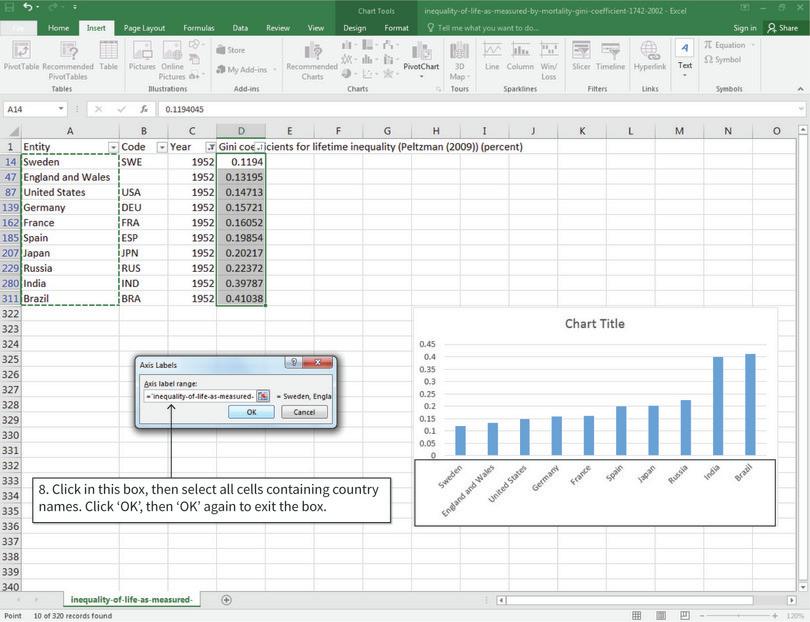 Chart Tools
inequality-of-life-as-measured-by-mortality-gini-coefficient-1742-2002 - Excel
File Home Insert Page Layout Formulas Data Review View Design Format Tell me what you want to do... Sign in Share
PivotTable Recommended PivotTables Table Pictures Online Pictures Store My Add-ins Recommended Charts PivotChart 3D Map Line Column Win/Loss Slicer Timeline Hyperlink Text Equation Symbol
Tables Illustrations Add-ins Charts Tours Sparklines Filters Links Symbols
A14 fx 0.1194045
A B C D E F G H I J K L M N O
1 Entity Code Year Gini coefficients for lifetime inequality (Peltzman (2009)) (percent)
14 Sweden SWE 1952 0.1194
47 England and Wales 1952 0.13195
87 United States USA 1952 0.14713
139 Germany DEU 1952 0.15721
162 France FRA 1952 0.16052
185 Spain ESP 1952 0.19854
207 Japan JPN 1952 0.20217
229 Russia RUS 1952 0.22372
280 India IND 1952 0.39787
311 Brazil BRA 1952 0.41038
322
323
324
325
326
327
328
329
330
331
332
333
334
335
336
337
338
339
340
Axis Labels
Axis label range:
='inequality-of-life-as-measured- = Sweden, Engla
OK Cancel
8. Click in this box, then select all cells containing country
names. Click ‘OK’, then ‘OK’ again to exit the box.
Chart Title
0.45
0.4
0.35
0.3
0.25
0.2
0.15
0.1
0.05
0
Sweden England and Wales United States Germany France Spain Japan Russia India Brazil
inequality-of-life-as-measured-
Point 10 of 320 records found 120%